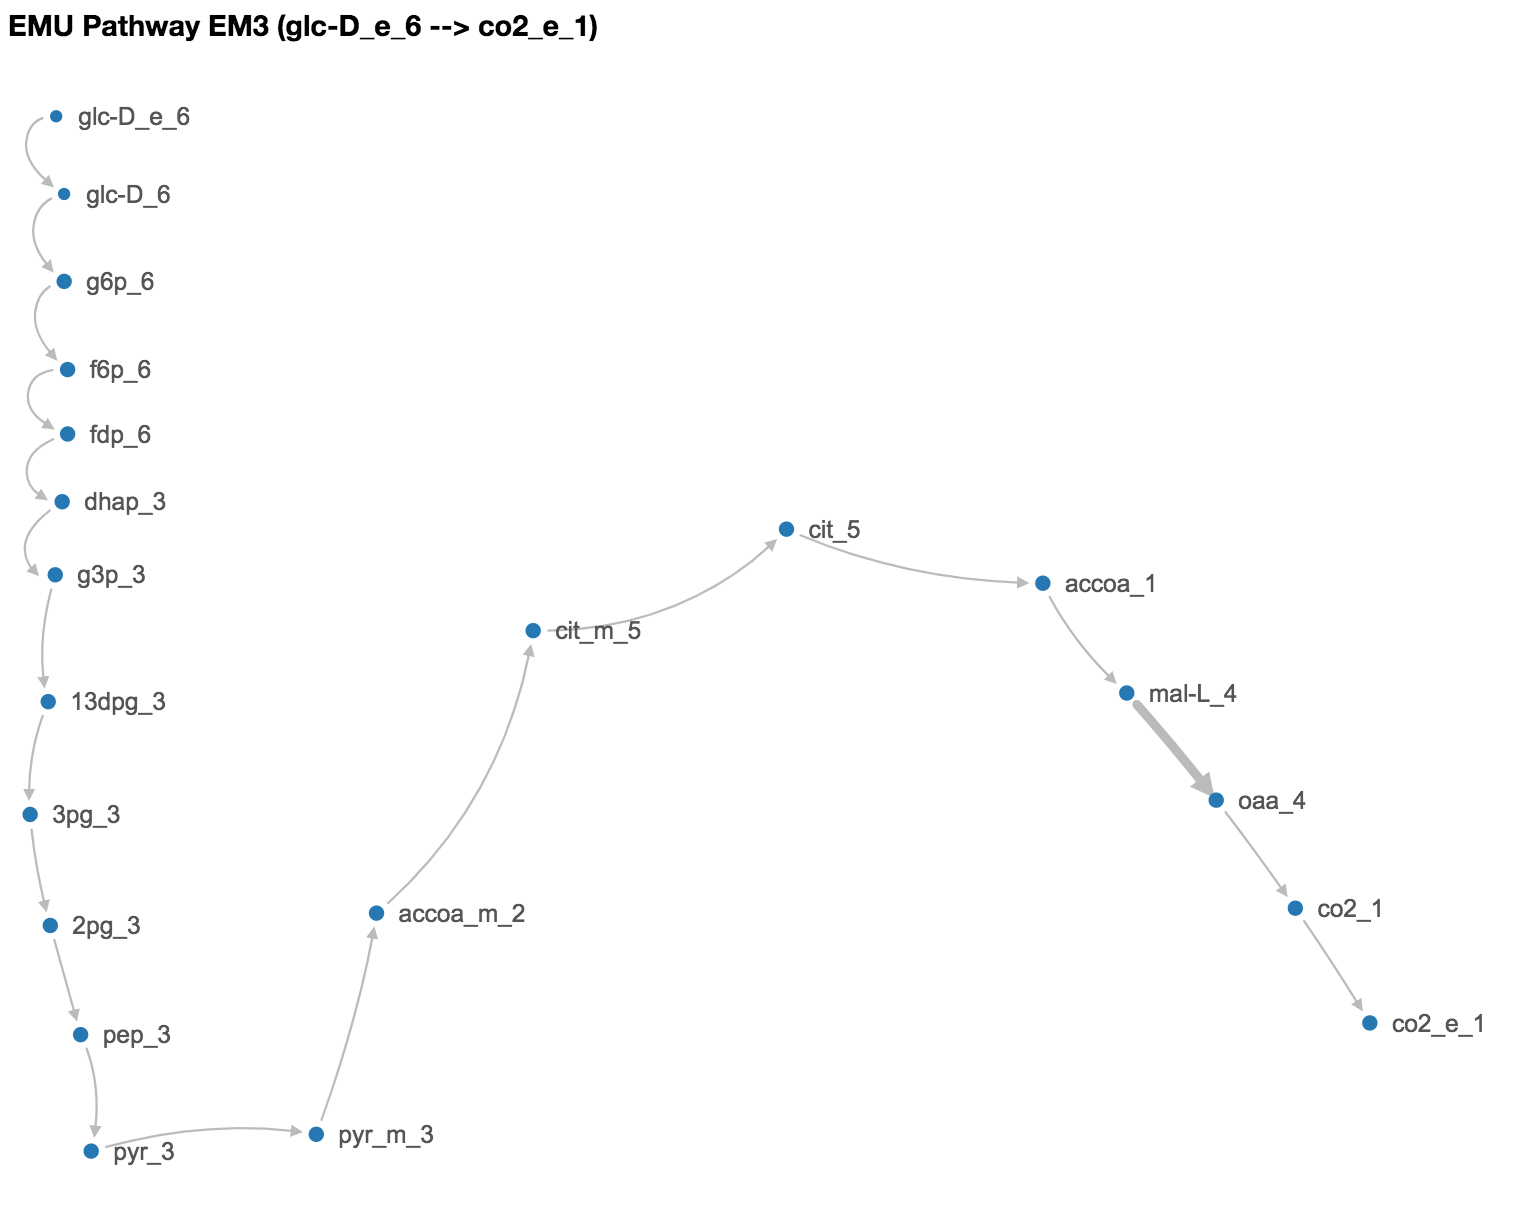 EMU Pathway EM3 (glc-D_e_6 --> co2_e_1)
glc-D_e_6
glc-D_6
g6p_6
f6p_6
fdp_6
dhap_3
g3p_3
13dpg_3
3pg_3
2pg_3
pep_3
pyr_3
pyr_m_3
accoa_m_2
cit_m_5
cit_5
accoa_1
mal-L_4
oaa_4
co2_1
co2_e_1